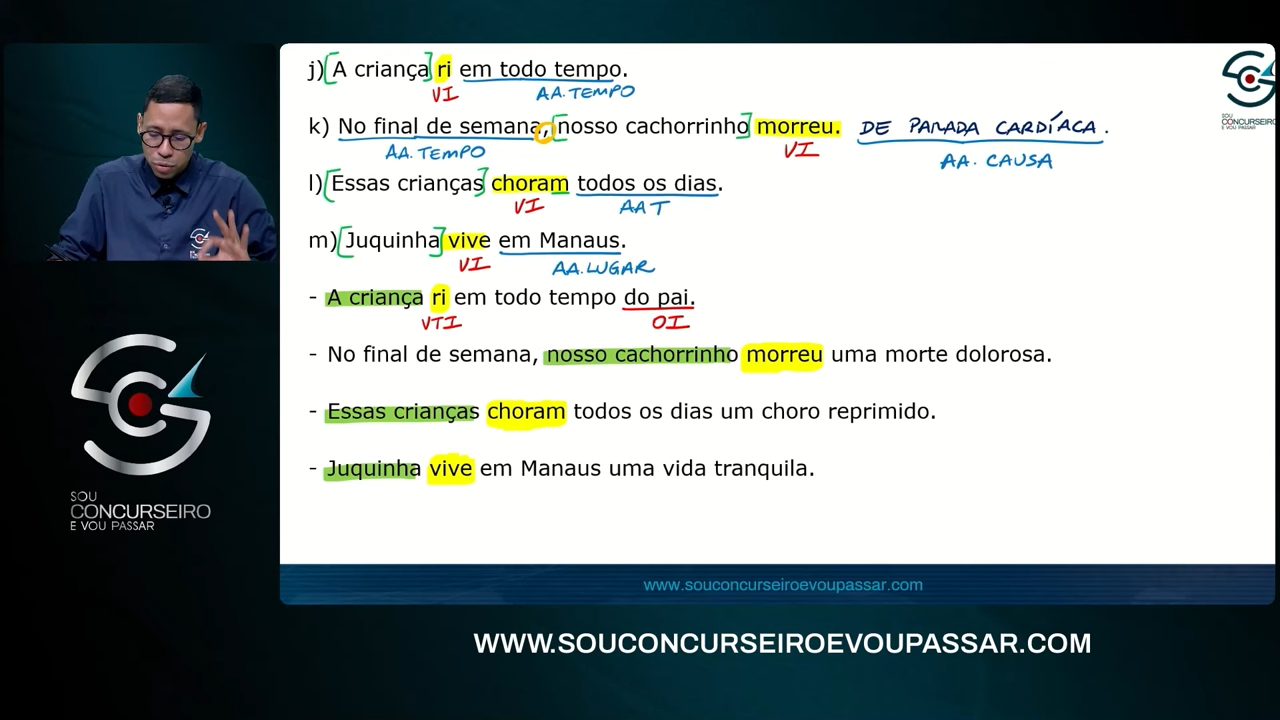 j) [A criança] ri em todo tempo.
VI AA.TEMPO
k) No final de semana, [nosso cachorrinho] morreu. DE PARADA CARDÍACA.
AA.TEMPO VI AA. CAUSA
l) [Essas crianças] choram todos os dias.
VI AAT
m) [Juquinha] vive em Manaus.
VI AA.LUGAR
- A criança ri em todo tempo do pai.
VTI OI
- No final de semana, nosso cachorrinho morreu uma morte dolorosa.
- Essas crianças choram todos os dias um choro reprimido.
- Juquinha vive em Manaus uma vida tranquila.
SOU
CONCURSEIRO
E VOU PASSAR
SOU
CONCURSEIRO
E VOU PASSAR
www.souconcurseiroevoupassar.com
WWW.SOUCONCURSEIROEVOUPASSAR.COM